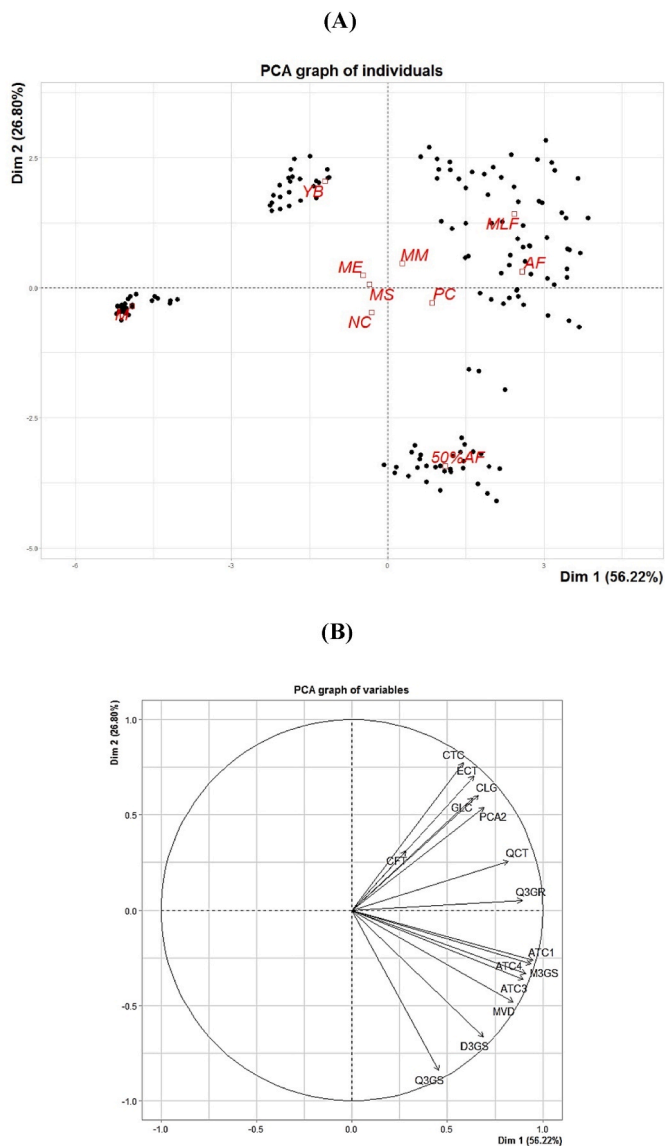 (A)
PCA graph of individuals
Dim 2 (26.80%)
2.5
0.0
-2.5
-5.0
YB
MLF
MM
AF
ME
MS
PC
NC
50%AF
-6
-3
0
3
Dim 1 (56.22%)
(B)
PCA graph of variables
Dim 2 (26.80%)
1.0
0.5
0.0
-0.5
-1.0
CTC
ECT
CLG
GLC
PCA2
CFT
QCT
Q3GR
ATC1
ATC4
M3GS
ATC3
MVD
D3GS
Q3GS
-1.0
-0.5
0.0
0.5
1.0
Dim 1 (56.22%)